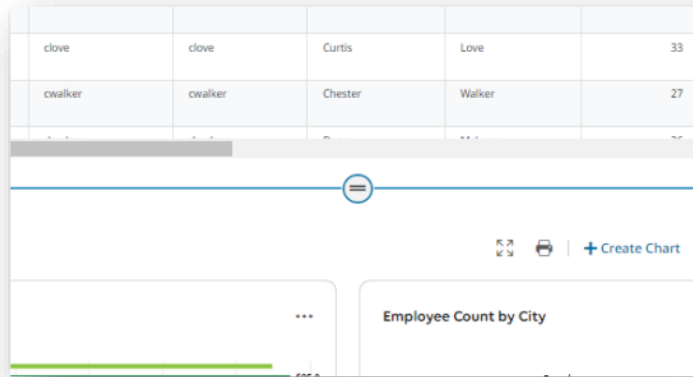 clove clove Curtis Love 33
cwalker cwalker Chester Walker 27
Create Chart
Employee Count by City